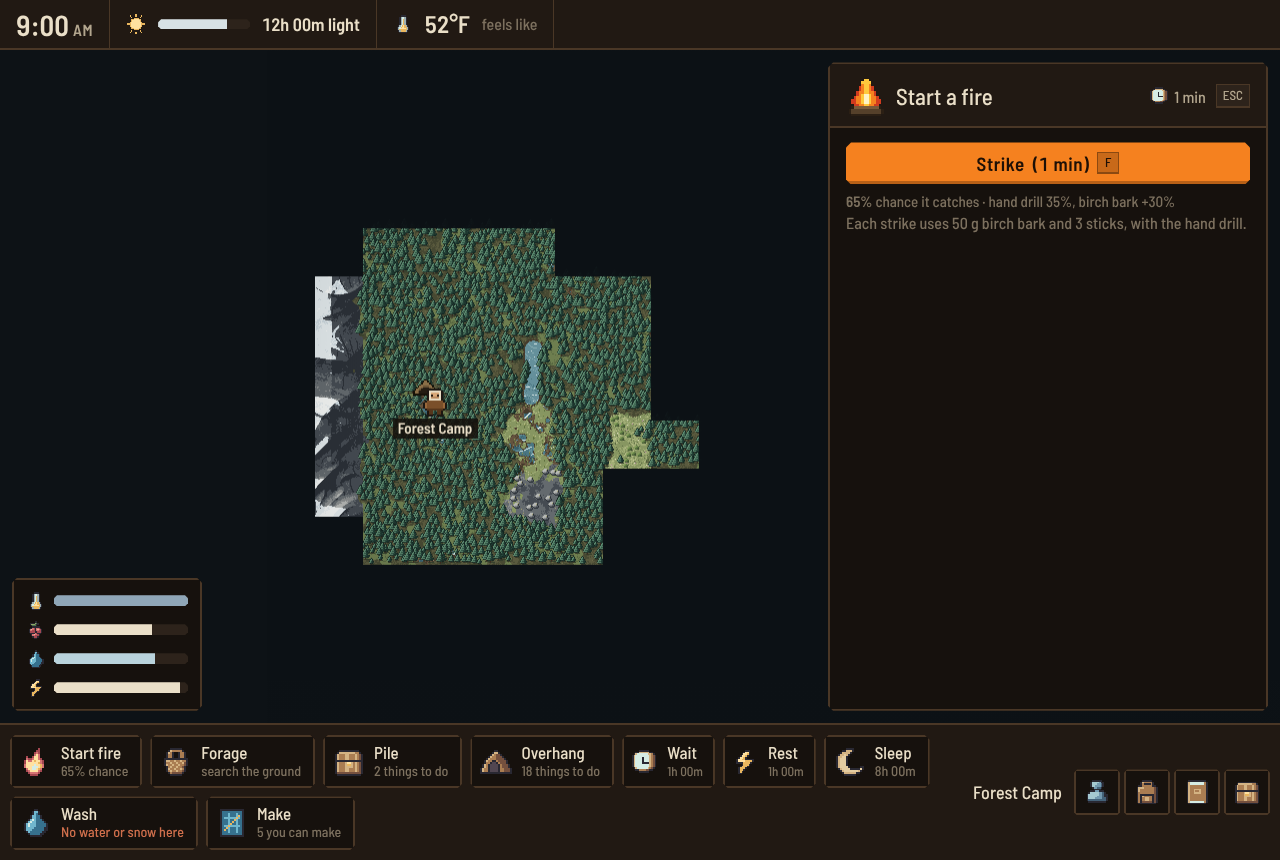 9:00 AM
12h 00m light
52°F feels like
Start a fire
1 min
ESC
Strike (1 min) F
65% chance it catches · hand drill 35%, birch bark +30%
Each strike uses 50 g birch bark and 3 sticks, with the hand drill.
Forest Camp
Start fire
65% chance
Forage
search the ground
Pile
2 things to do
Overhang
18 things to do
Wait
1h 00m
Rest
1h 00m
Sleep
8h 00m
Wash
No water or snow here
Make
5 you can make
Forest Camp